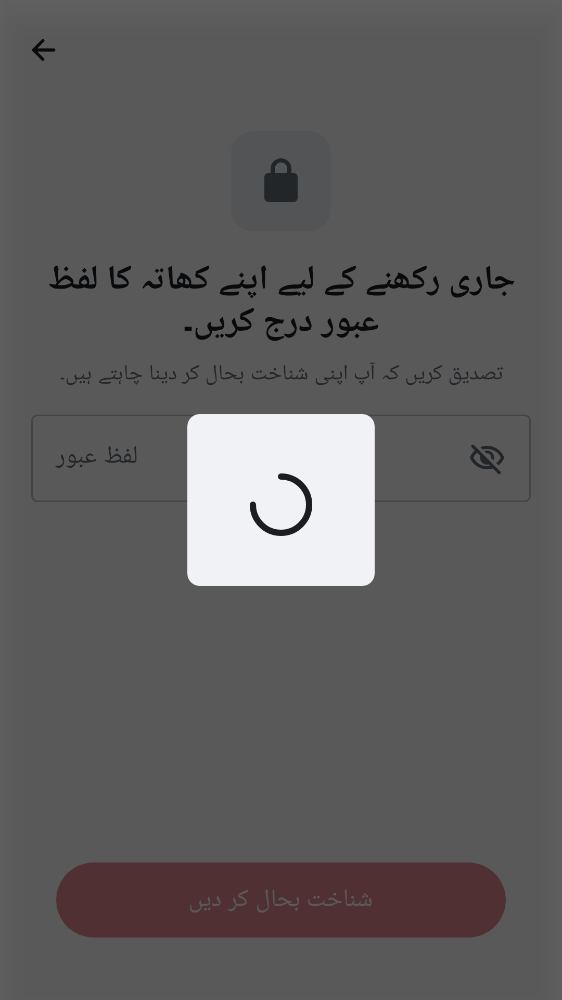 جاری رکھنے کے لیے اپنے کھاتہ کا لفظ
عبور درج کریں۔
تصدیق کریں کہ آپ اپنی شناخت بحال کر دینا چاہتے ہیں۔
لفظ عبور
شناخت بحال کر دیں